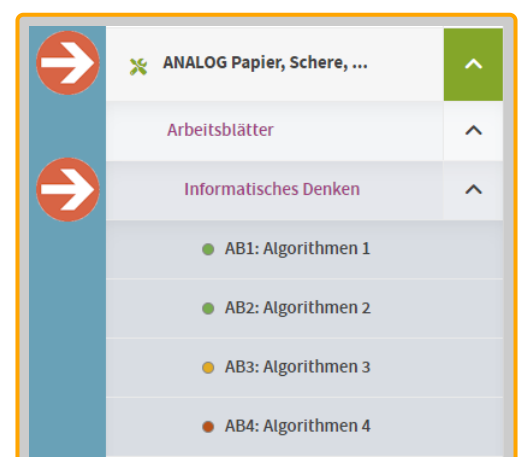 ANALOG Papier, Schere, ...
Arbeitsblätter
Informatisches Denken
AB1: Algorithmen 1
AB2: Algorithmen 2
AB3: Algorithmen 3
AB4: Algorithmen 4